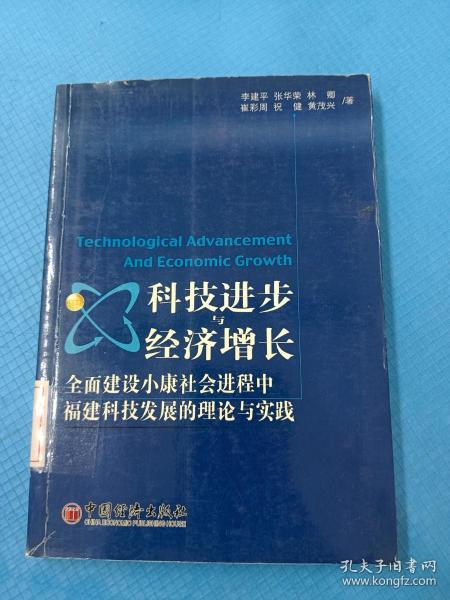 李建平 张华荣 林 卿
崔彩周 祝 健 黄茂兴 /著
Technological Advancement
And Economic Growth
科技进步
与
经济增长
全面建设小康社会进程中
福建科技发展的理论与实践
中国经济出版社
CHINA ECONOMIC PUBLISHING HOUSE
孔夫子旧书网
www.kongfz.com